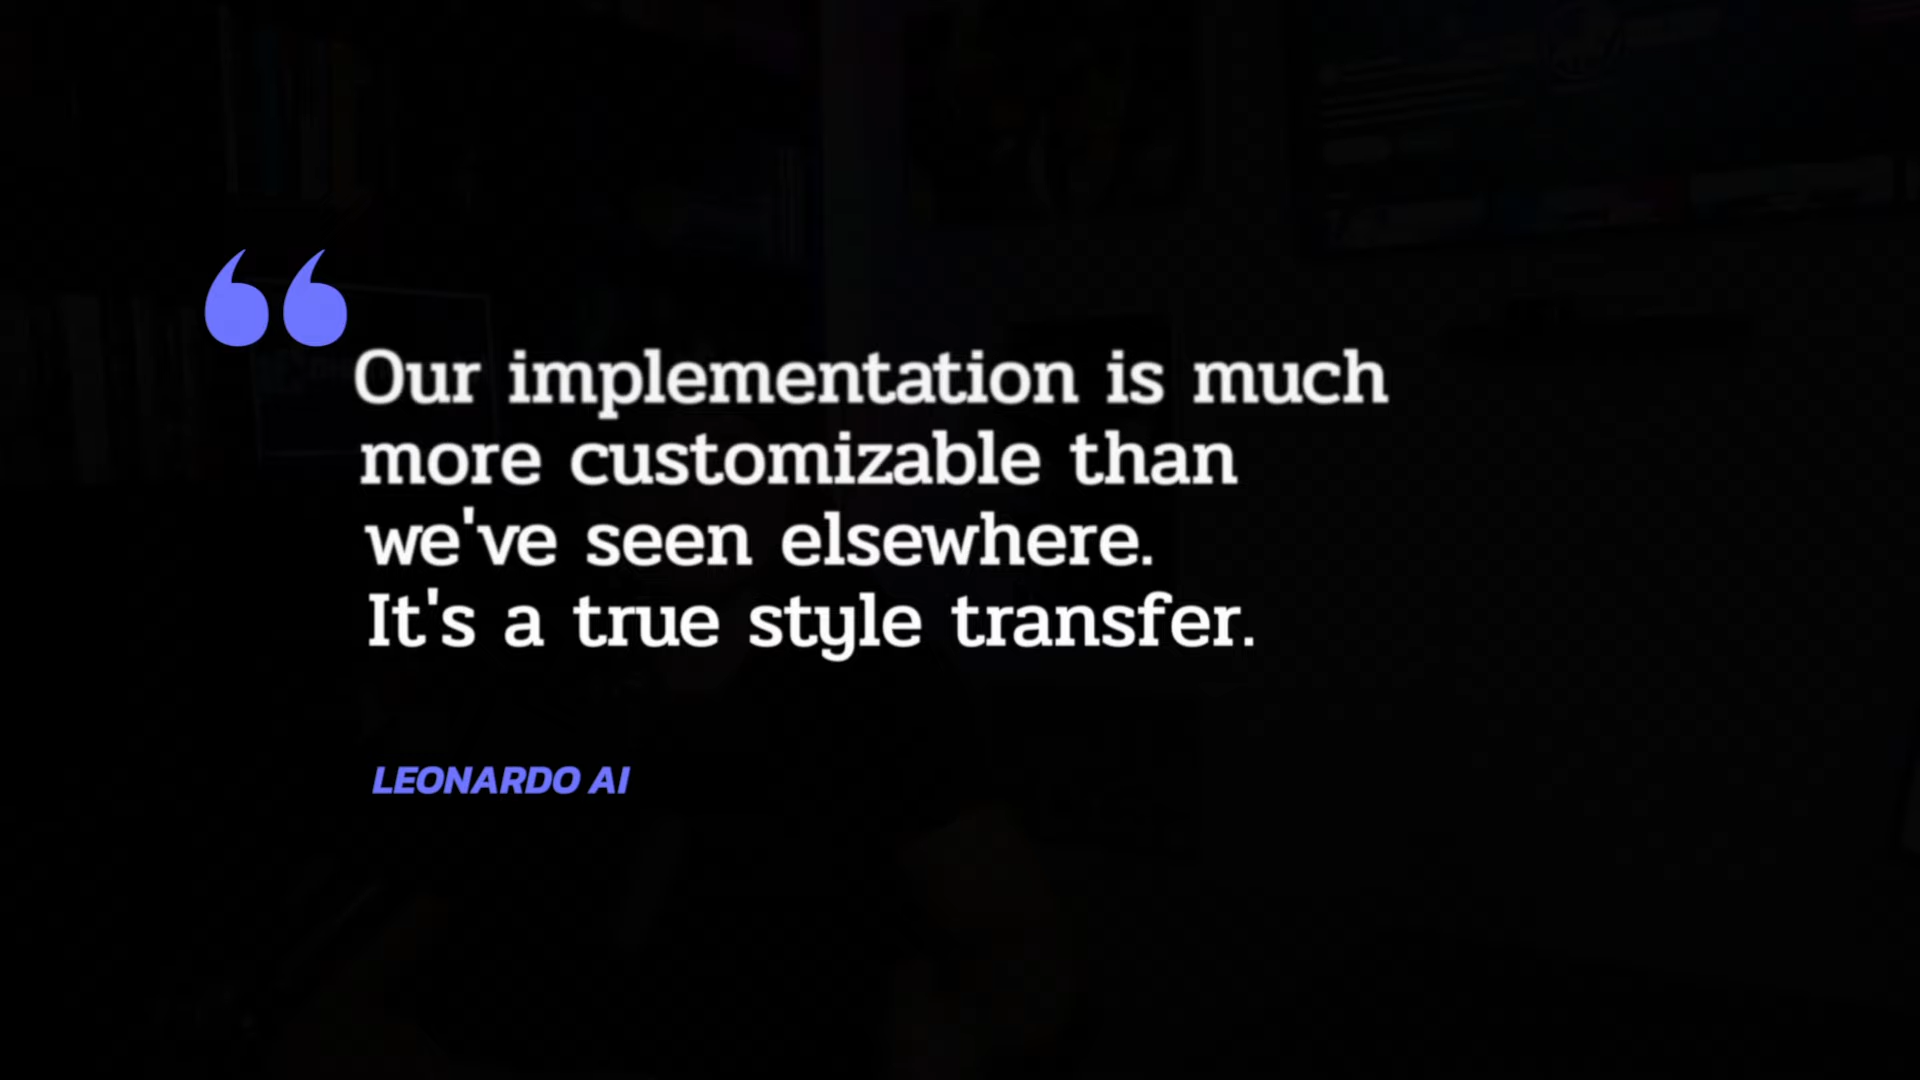 “
Our implementation is much
more customizable than
we've seen elsewhere.
It's a true style transfer.
LEONARDO AI